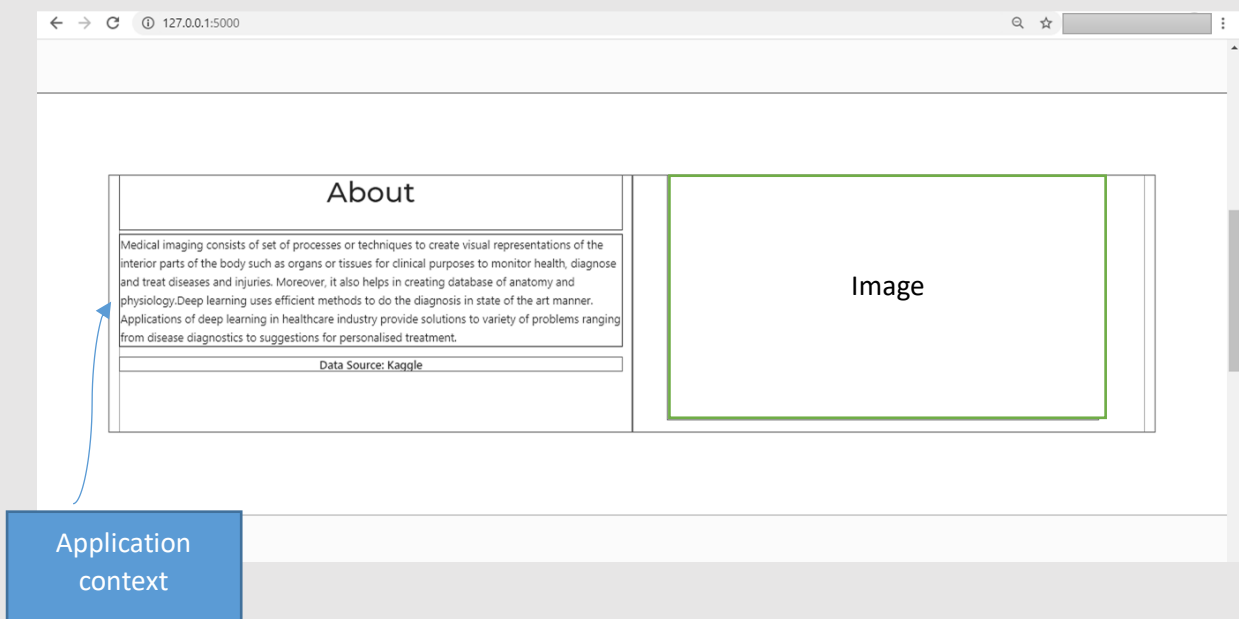 127.0.0.1:5000
About
Medical imaging consists of set of processes or techniques to create visual representations of the
interior parts of the body such as organs or tissues for clinical purposes to monitor health, diagnose
and treat diseases and injuries. Moreover, it also helps in creating database of anatomy and
physiology.Deep learning uses efficient methods to do the diagnosis in state of the art manner.
Applications of deep learning in healthcare industry provide solutions to variety of problems ranging
from disease diagnostics to suggestions for personalised treatment.
Data Source: Kaggle
Image
Application
context